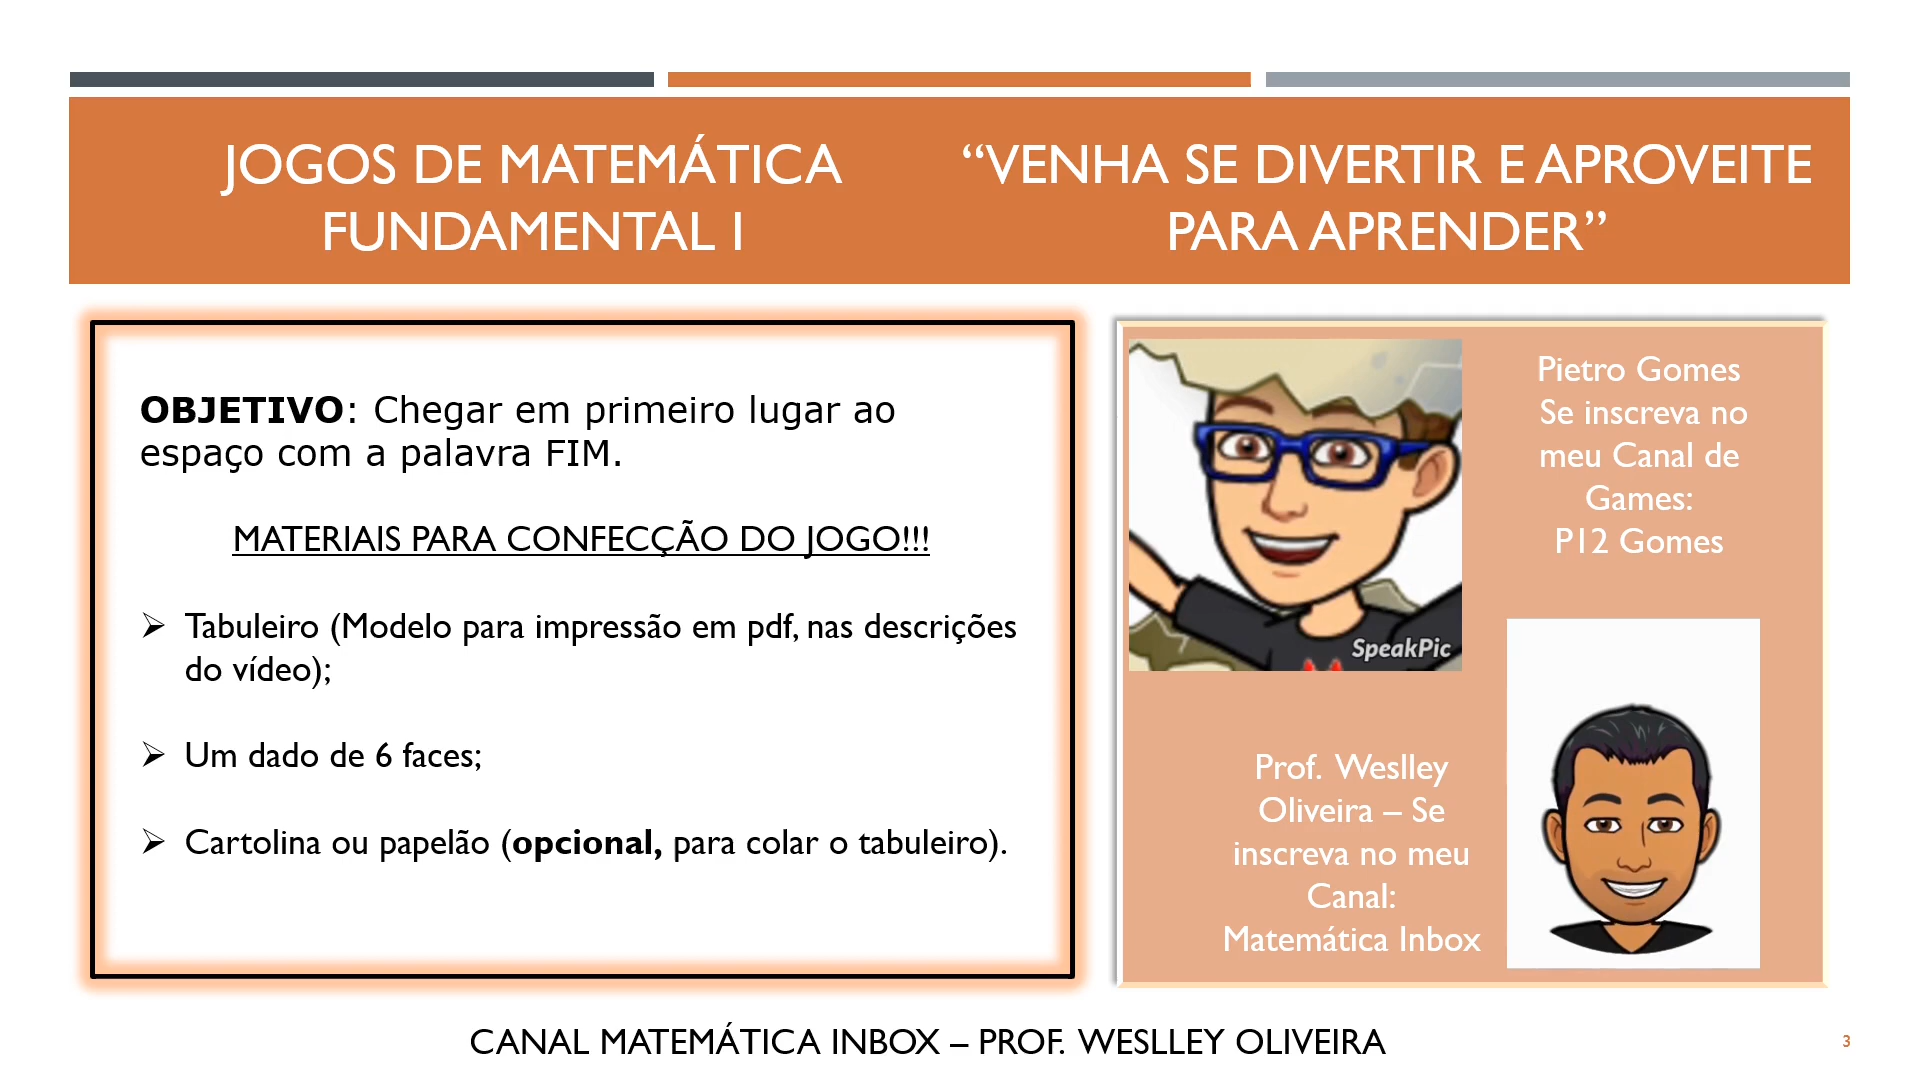 JOGOS DE MATEMÁTICA
FUNDAMENTAL I
“VENHA SE DIVERTIR E APROVEITE
PARA APRENDER”
OBJETIVO: Chegar em primeiro lugar ao
espaço com a palavra FIM.
MATERIAIS PARA CONFECÇÃO DO JOGO!!!
➢ Tabuleiro (Modelo para impressão em pdf, nas descrições
do vídeo);
➢ Um dado de 6 faces;
➢ Cartolina ou papelão (opcional, para colar o tabuleiro).
Pietro Gomes
Se inscreva no
meu Canal de
Games:
P12 Gomes
SpeakPic
Prof. Weslley
Oliveira – Se
inscreva no meu
Canal:
Matemática Inbox
CANAL MATEMÁTICA INBOX – PROF. WESLLEY OLIVEIRA
3